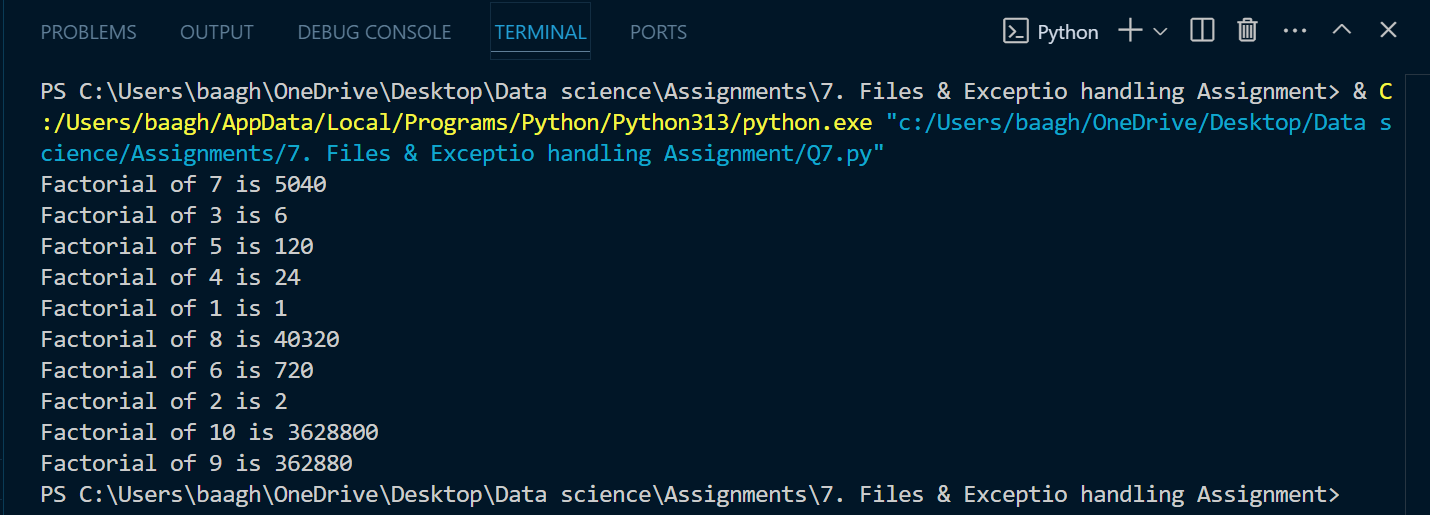 PROBLEMS OUTPUT DEBUG CONSOLE TERMINAL PORTS Python
PS C:\Users\baagh\OneDrive\Desktop\Data science\Assignments\7. Files & Exceptio handling Assignment> & C
:/Users/baagh/AppData/Local/Programs/Python/Python313/python.exe "c:/Users/baagh/OneDrive/Desktop/Data s
cience/Assignments/7. Files & Exceptio handling Assignment/Q7.py"
Factorial of 7 is 5040
Factorial of 3 is 6
Factorial of 5 is 120
Factorial of 4 is 24
Factorial of 1 is 1
Factorial of 8 is 40320
Factorial of 6 is 720
Factorial of 2 is 2
Factorial of 10 is 3628800
Factorial of 9 is 362880
PS C:\Users\baagh\OneDrive\Desktop\Data science\Assignments\7. Files & Exceptio handling Assignment>